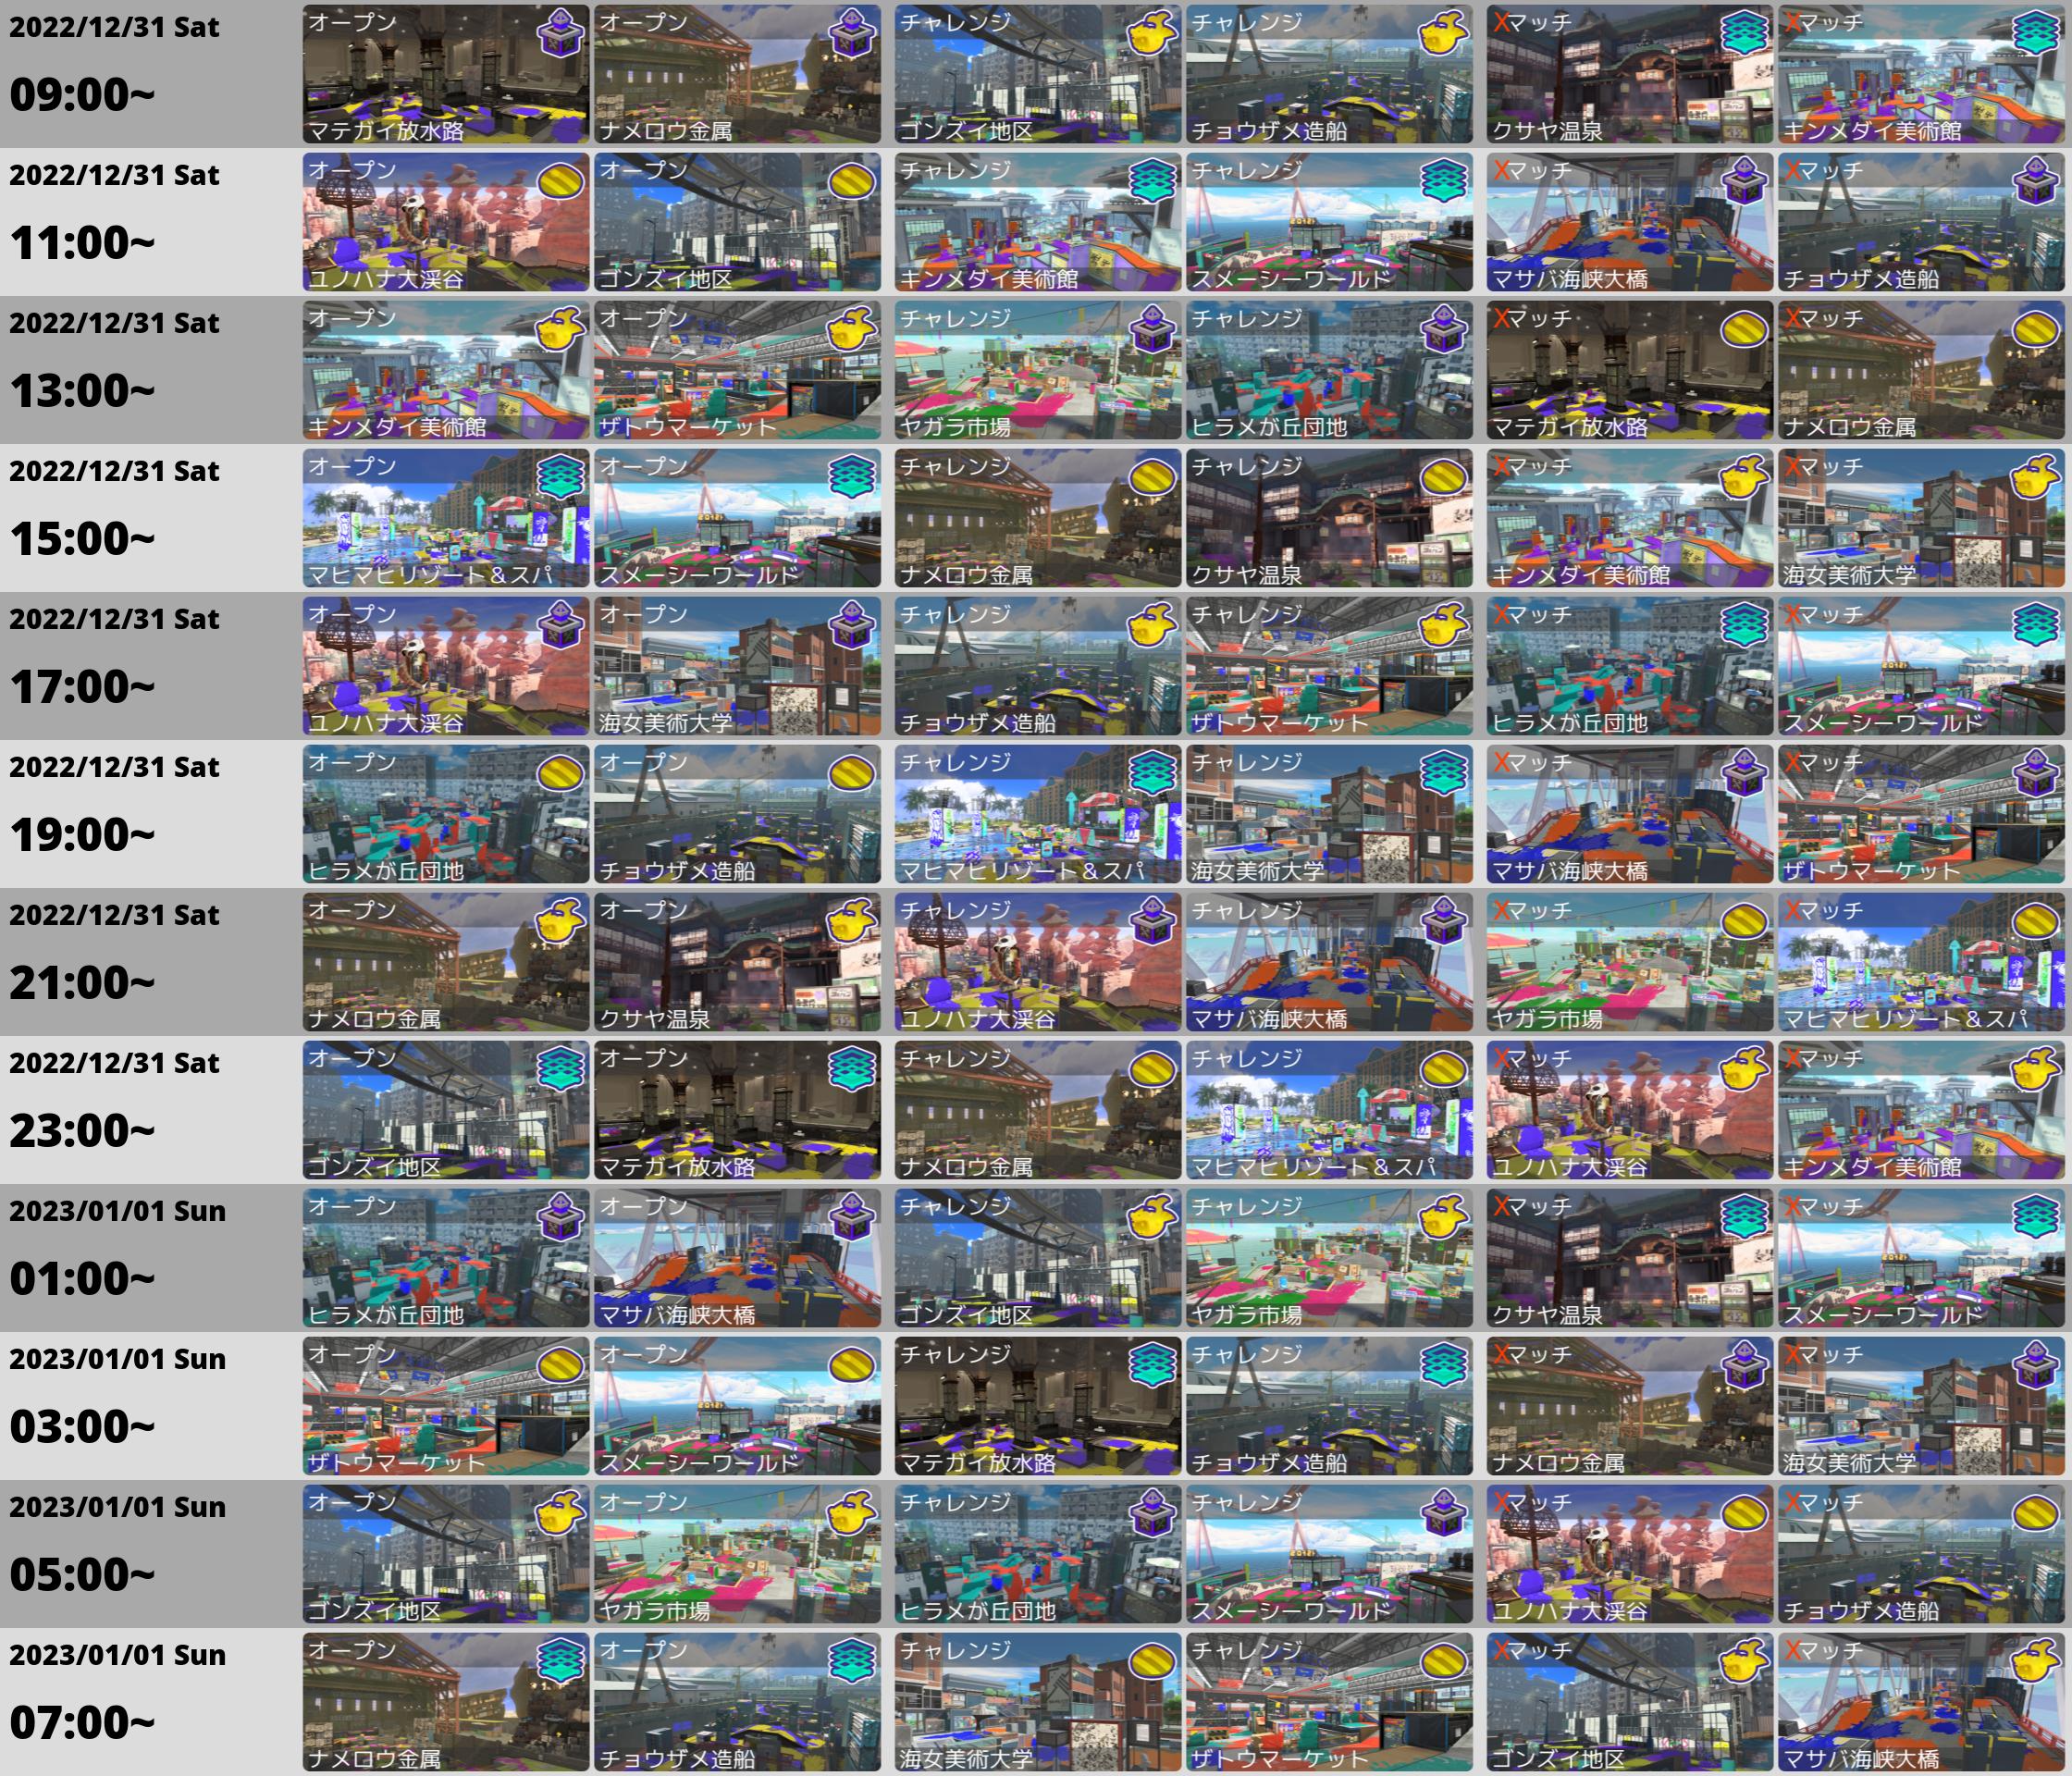 2022/12/31 Sat
09:00~
オープン オープン チャレンジ チャレンジ Xマッチ Xマッチ
マテガイ放水路 ナメロウ金属 ゴンズイ地区 チョウザメ造船 クサヤ温泉 キンメダイ美術館
2022/12/31 Sat
11:00~
オープン オープン チャレンジ チャレンジ Xマッチ Xマッチ
ユノハナ大渓谷 ゴンズイ地区 キンメダイ美術館 スメーシーワールド マサバ海峡大橋 チョウザメ造船
2022/12/31 Sat
13:00~
オープン オープン チャレンジ チャレンジ Xマッチ Xマッチ
キンメダイ美術館 ザトウマーケット ヤガラ市場 ヒラメが丘団地 マテガイ放水路 ナメロウ金属
2022/12/31 Sat
15:00~
オープン オープン チャレンジ チャレンジ Xマッチ Xマッチ
マヒマヒリゾート&スパ スメーシーワールド ナメロウ金属 クサヤ温泉 キンメダイ美術館 海女美術大学
2022/12/31 Sat
17:00~
オープン オープン チャレンジ チャレンジ Xマッチ Xマッチ
ユノハナ大渓谷 海女美術大学 チョウザメ造船 ザトウマーケット ヒラメが丘団地 スメーシーワールド
2022/12/31 Sat
19:00~
オープン オープン チャレンジ チャレンジ Xマッチ Xマッチ
ヒラメが丘団地 チョウザメ造船 マヒマヒリゾート&スパ 海女美術大学 マサバ海峡大橋 ザトウマーケット
2022/12/31 Sat
21:00~
オープン オープン チャレンジ チャレンジ Xマッチ Xマッチ
ナメロウ金属 クサヤ温泉 ユノハナ大渓谷 マサバ海峡大橋 ヤガラ市場 マヒマヒリゾート&スパ
2022/12/31 Sat
23:00~
オープン オープン チャレンジ チャレンジ Xマッチ Xマッチ
ゴンズイ地区 マテガイ放水路 ナメロウ金属 マヒマヒリゾート&スパ ユノハナ大渓谷 キンメダイ美術館
2023/01/01 Sun
01:00~
オープン オープン チャレンジ チャレンジ Xマッチ Xマッチ
ヒラメが丘団地 マサバ海峡大橋 ゴンズイ地区 ヤガラ市場 クサヤ温泉 スメーシーワールド
2023/01/01 Sun
03:00~
オープン オープン チャレンジ チャレンジ Xマッチ Xマッチ
ザトウマーケット スメーシーワールド マテガイ放水路 チョウザメ造船 ナメロウ金属 海女美術大学
2023/01/01 Sun
05:00~
オープン オープン チャレンジ チャレンジ Xマッチ Xマッチ
ゴンズイ地区 ヤガラ市場 ヒラメが丘団地 スメーシーワールド ユノハナ大渓谷 チョウザメ造船
2023/01/01 Sun
07:00~
オープン オープン チャレンジ チャレンジ Xマッチ Xマッチ
ナメロウ金属 チョウザメ造船 海女美術大学 ザトウマーケット ゴンズイ地区 マサバ海峡大橋